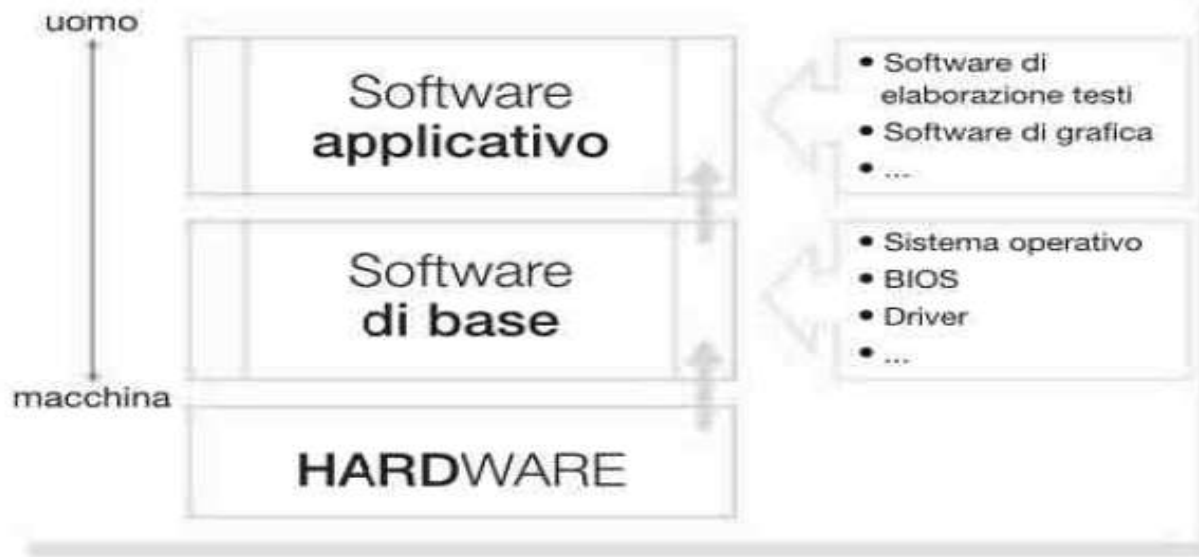 uomo
Software
applicativo
• Software di
elaborazione testi
• Software di grafica
• ...
Software
di base
• Sistema operativo
• BIOS
• Driver
• ...
macchina
HARDWARE